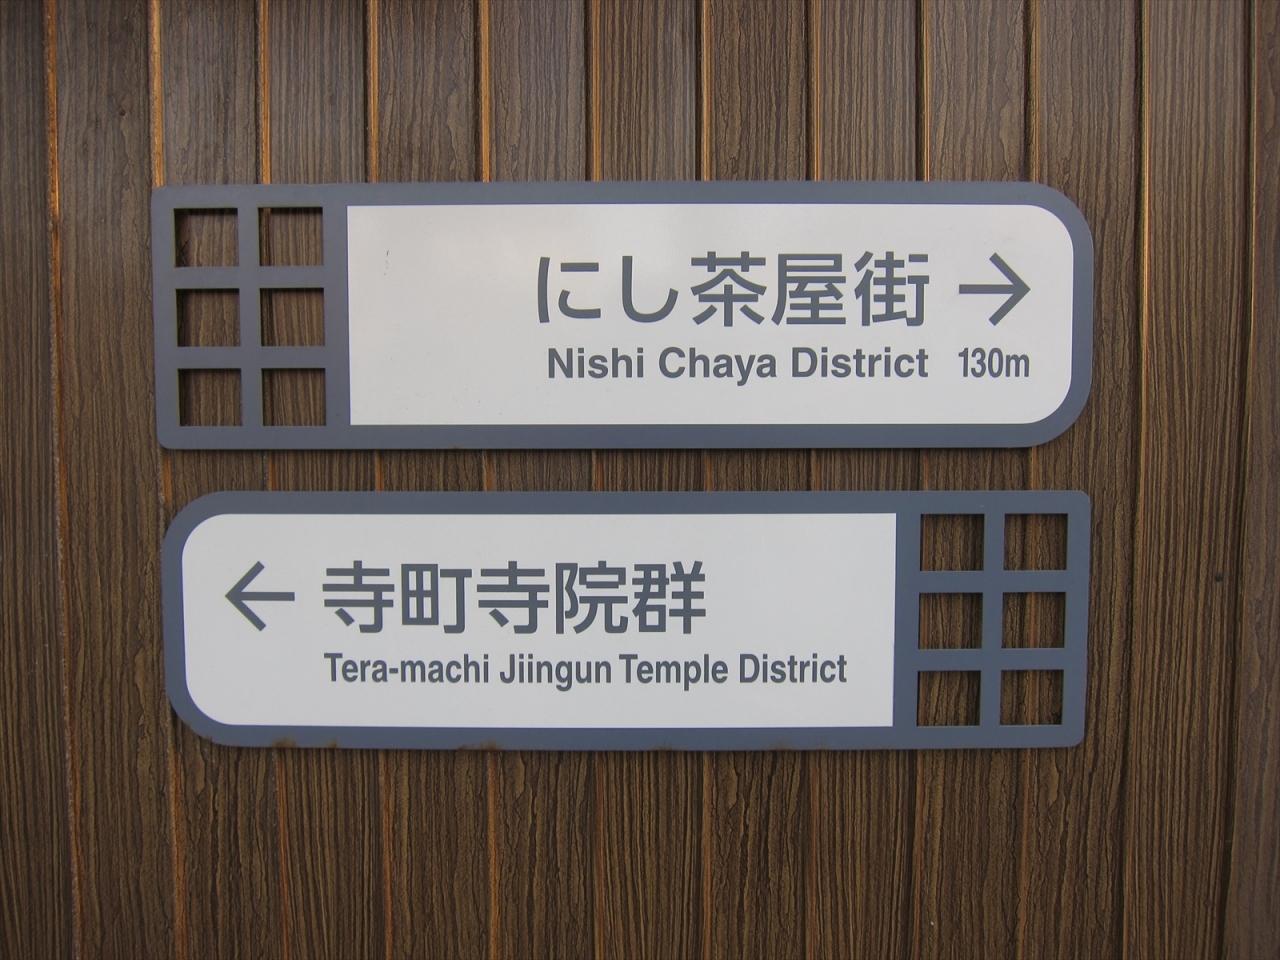 にし茶屋街 →
Nishi Chaya District 130m
← 寺町寺院群
Tera-machi Jiingun Temple District